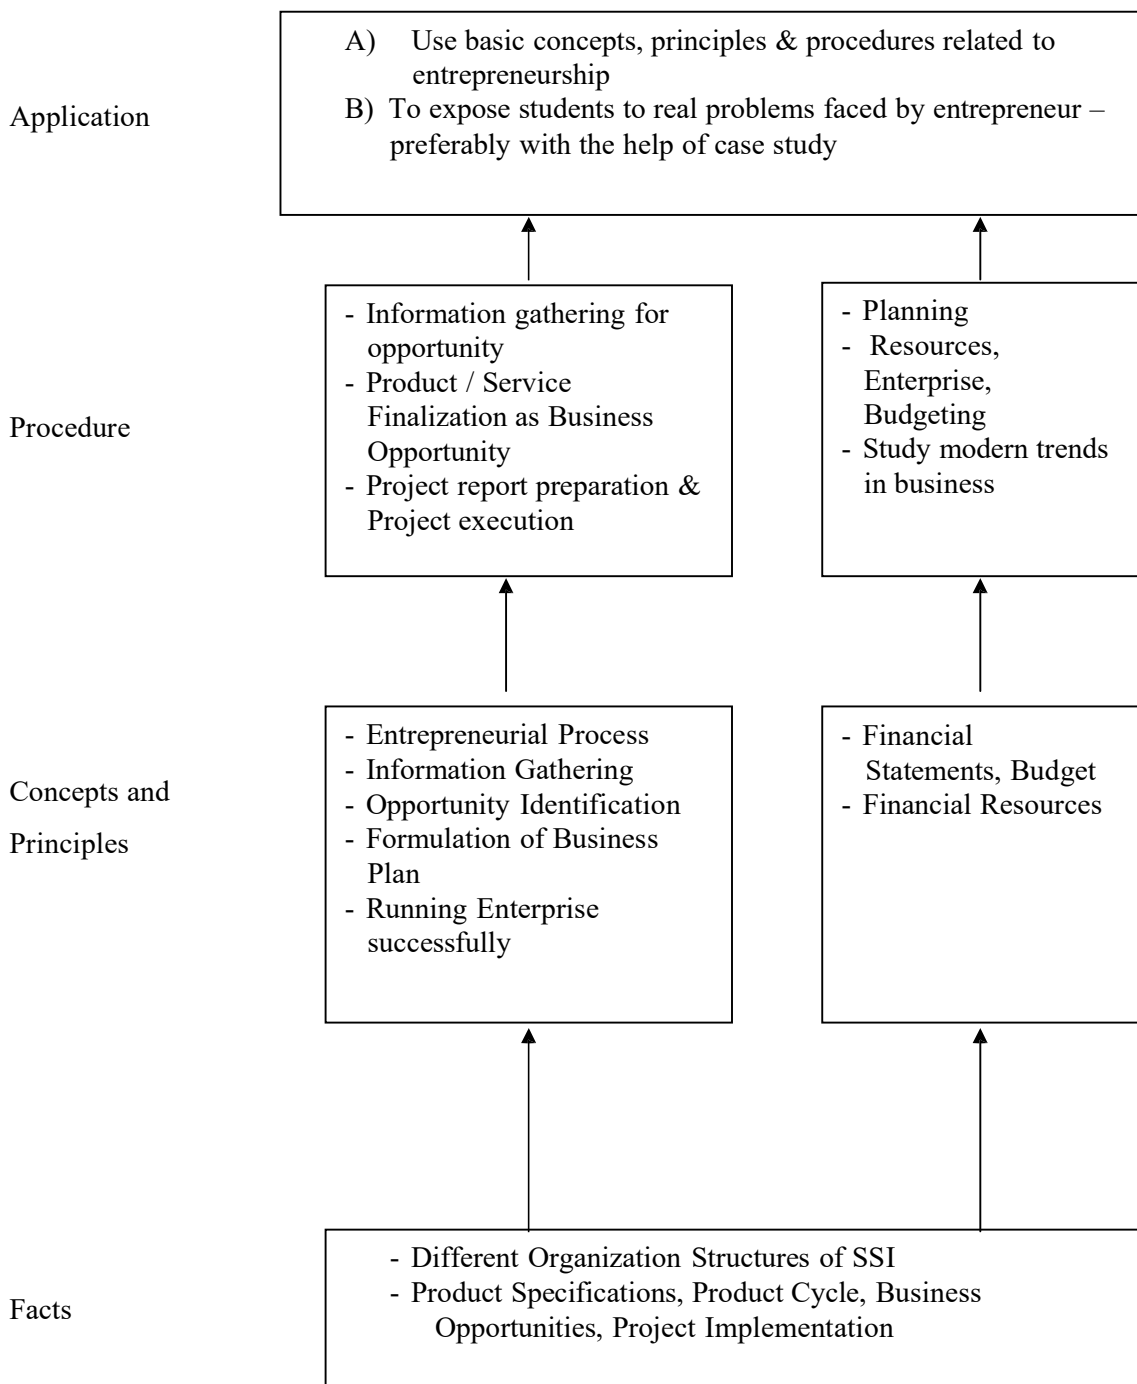 A) Use basic concepts, principles & procedures related to
entrepreneurship
B) To expose students to real problems faced by entrepreneur –
preferably with the help of case study
Application
- Information gathering for
opportunity
- Product / Service
Finalization as Business
Opportunity
- Project report preparation &
Project execution
- Planning
- Resources,
Enterprise,
Budgeting
- Study modern trends
in business
Procedure
- Entrepreneurial Process
- Information Gathering
- Opportunity Identification
- Formulation of Business
Plan
- Running Enterprise
successfully
- Financial
Statements, Budget
- Financial Resources
Concepts and
Principles
- Different Organization Structures of SSI
- Product Specifications, Product Cycle, Business
Opportunities, Project Implementation
Facts